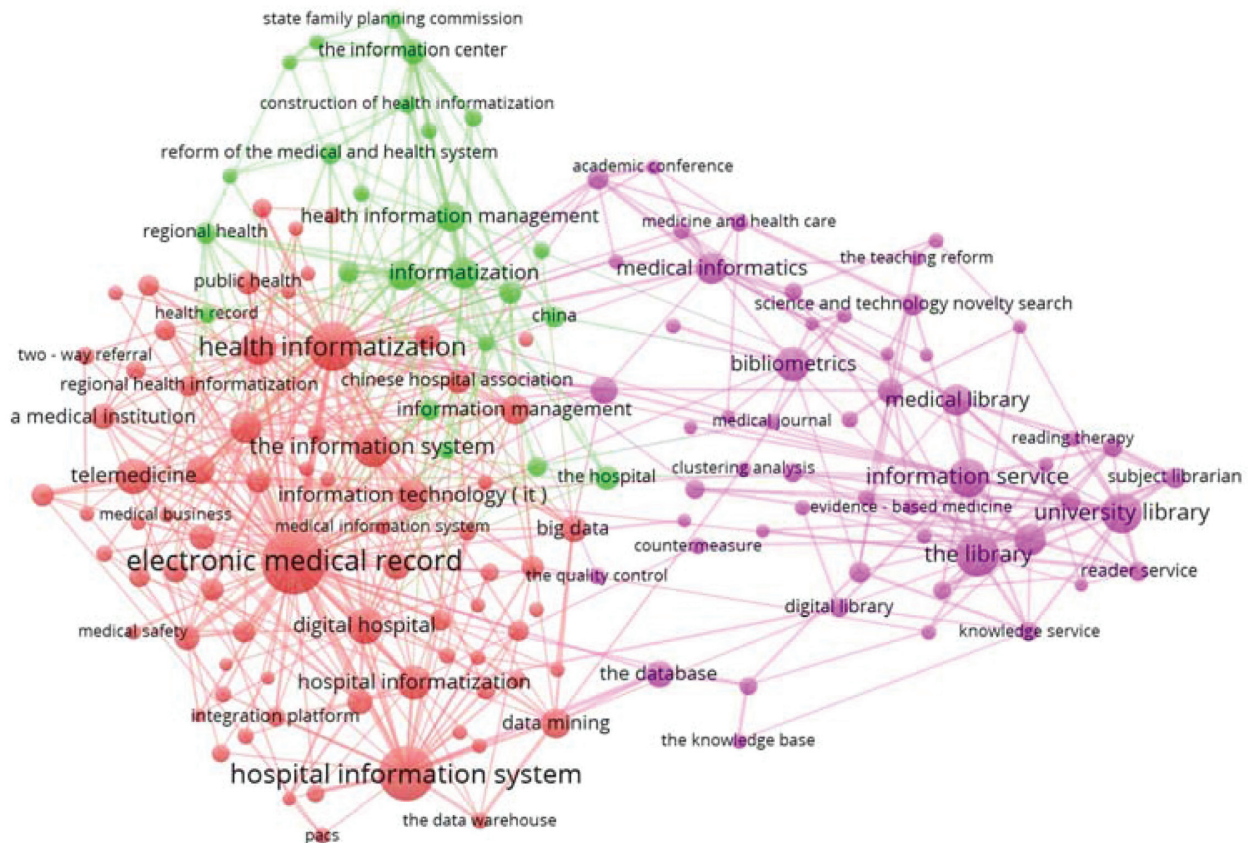 state family planning commission
the information center
construction of health informatization
reform of the medical and health system
academic conference
health information management
medicine and health care
regional health
the teaching reform
informatization
medical informatics
public health
science and technology novelty search
health record
china
health informatization
two - way referral
bibliometrics
regional health informatization
chinese hospital association
medical library
a medical institution
information management
medical journal
the information system
reading therapy
telemedicine
the hospital
clustering analysis
information service
subject librarian
information technology ( it )
medical business
medical information system
big data
evidence - based medicine
university library
electronic medical record
countermeasure
the library
the quality control
reader service
digital hospital
digital library
medical safety
knowledge service
hospital informatization
the database
integration platform
data mining
the knowledge base
hospital information system
the data warehouse
pacs